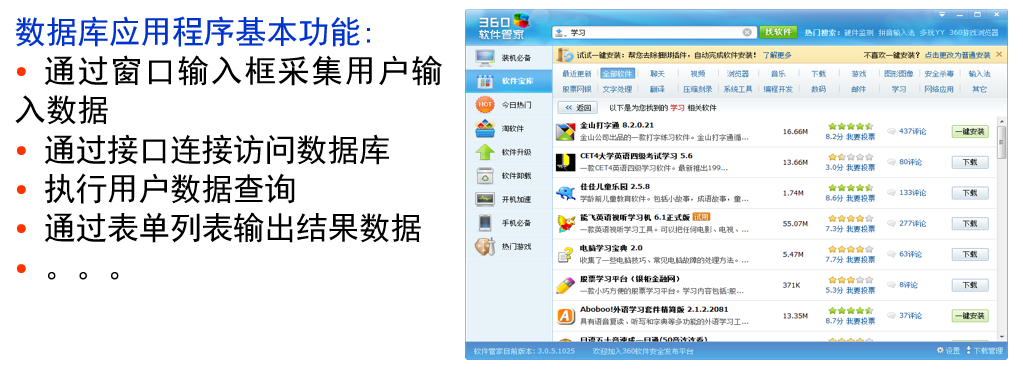 数据库应用程序基本功能:
• 通过窗口输入框采集用户输
入数据
• 通过接口连接访问数据库
• 执行用户数据查询
• 通过表单列表输出结果数据
• 。。。
360
软件管家
学习
找软件
热门搜索: 硬件监测 拼音输入法 多玩YY 360游戏浏览器
试试一键安装: 帮您去除捆绑插件, 自动完成软件安装! 了解更多
不喜欢一键安装? 点击更改为普通安装
装机必备
软件宝库
今日热门
淘软件
软件升级
软件卸载
开机加速
手机必备
热门游戏
最近更新 全部软件 聊天 视频 浏览器 音乐 下载 游戏 图形图像 安全杀毒 输入法
股票网银 文字处理 翻译 压缩刻录 系统工具 编程开发 数码 邮件 学习 网络应用 其它
<< 返回 以下是为您找到的 学习 相关软件
金山打字通 8.2.0.21
金山公司出品的一款打字练习软件。金山打字通循...
16.66M
8.2分 我要投票
437评论
一键安装
CET4大学英语四级考试学习 5.6
一款CET4英语四级学习软件。最新推出199...
13.66M
3.0分 我要投票
80评论
下载
佳佳儿童乐园 2.5.8
学龄前儿童教育软件。包括小故事, 成语故事, 童...
1.74M
8.6分 我要投票
133评论
下载
能飞英语视听学习机 6.1正式版 试用
一款英语视听学习工具。可以把任何电影、电视、...
55.07M
7.3分 我要投票
277评论
下载
电脑学习宝典 2.0
收集了一些电脑技巧、常见电脑故障的处理方法。...
5.47M
7.7分 我要投票
63评论
下载
股票学习平台（银柜金融网）
一款小巧方便的股票学习平台。学习内容包括:股...
371K
5.3分 我要投票
8评论
下载
Aboboo!外语学习套件精简版 2.1.2.2081
具有语音复读、听写和字典等多功能的外语学习工...
13.35M
8.7分 我要投票
37评论
一键安装
软件管家目前版本: 3.0.5.1025 欢迎加入360软件安全发布平台
设置 下载管理